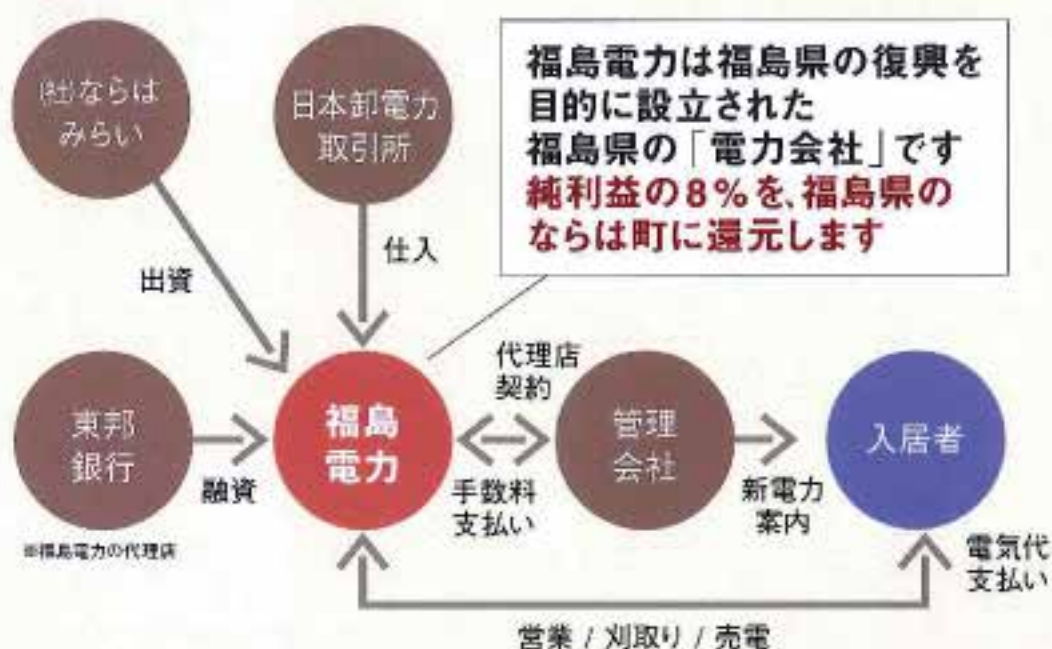 (社)ならは
みらい
日本卸電力
取引所
福島電力は福島県の復興を
目的に設立された
福島県の「電力会社」です
純利益の8%を、福島県の
ならは町に還元します
出資
仕入
東邦
銀行
融資
※福島電力の代理店
福島
電力
代理店
契約
手数料
支払い
管理
会社
新電力
案内
入居者
電気代
支払い
営業 / 刈取り / 売電